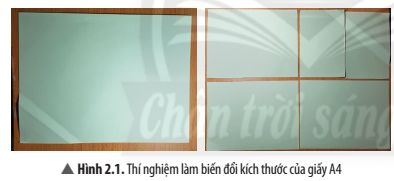 Chân trời sáng
▲ Hình 2.1. Thí nghiệm làm biến đổi kích thước của giấy A4